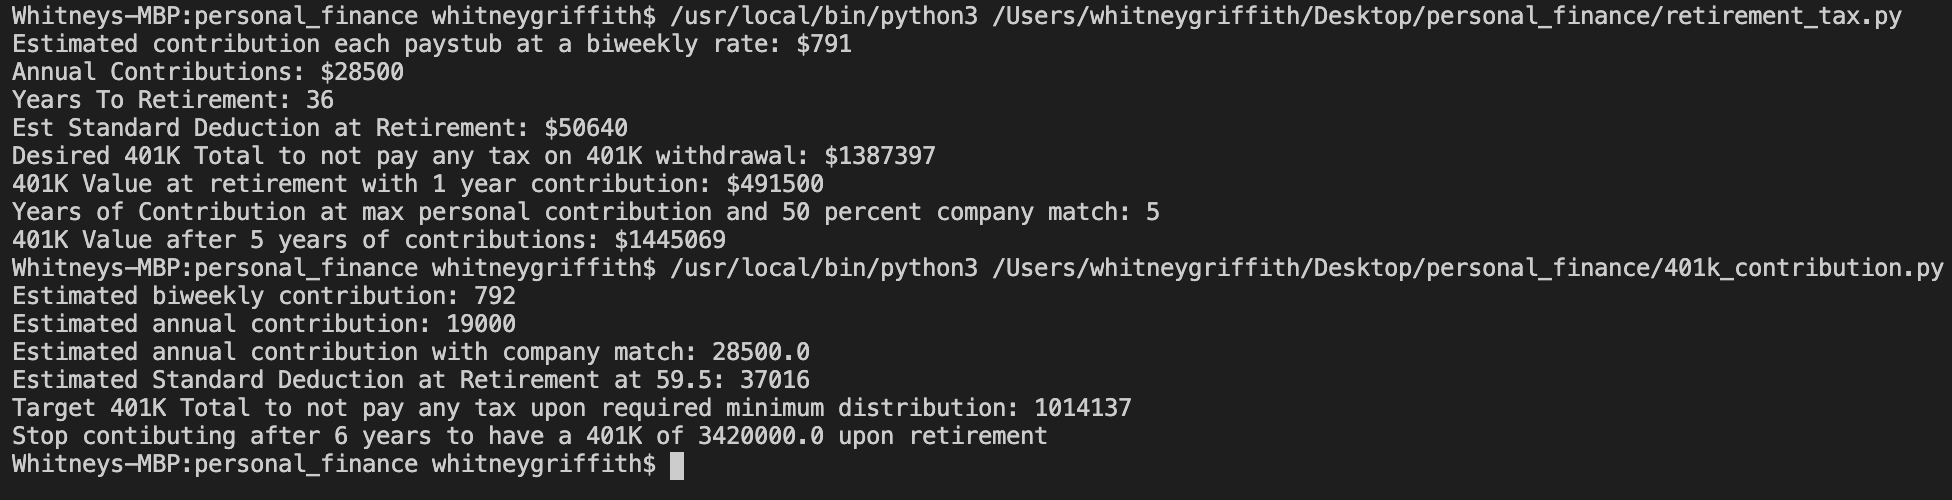 Whitneys-MBP:personal_finance whitneygriffith$ /usr/local/bin/python3 /Users/whitneygriffith/Desktop/personal_finance/retirement_tax.py
Estimated contribution each paystub at a biweekly rate: $791
Annual Contributions: $28500
Years To Retirement: 36
Est Standard Deduction at Retirement: $50640
Desired 401K Total to not pay any tax on 401K withdrawal: $1387397
401K Value at retirement with 1 year contribution: $491500
Years of Contribution at max personal contribution and 50 percent company match: 5
401K Value after 5 years of contributions: $1445069
Whitneys-MBP:personal_finance whitneygriffith$ /usr/local/bin/python3 /Users/whitneygriffith/Desktop/personal_finance/401k_contribution.py
Estimated biweekly contribution: 792
Estimated annual contribution: 19000
Estimated annual contribution with company match: 28500.0
Estimated Standard Deduction at Retirement at 59.5: 37016
Target 401K Total to not pay any tax upon required minimum distribution: 1014137
Stop contibuting after 6 years to have a 401K of 3420000.0 upon retirement
Whitneys-MBP:personal_finance whitneygriffith$